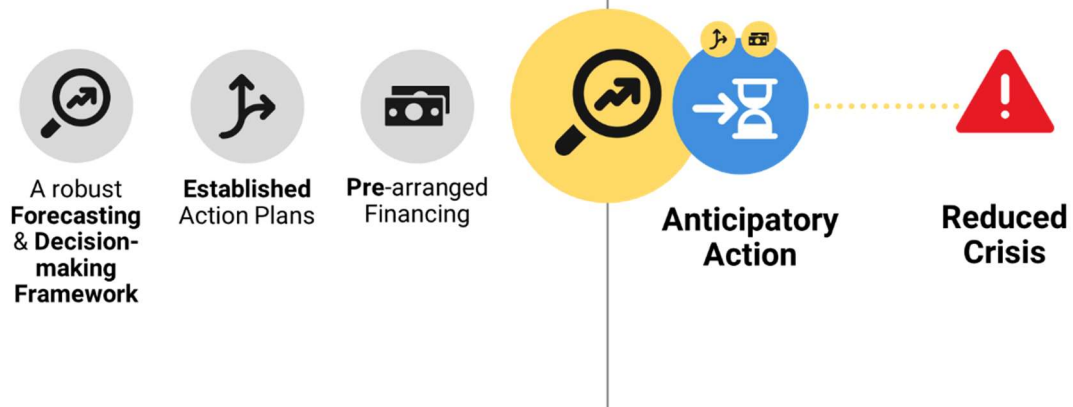 A robust
Forecasting
& Decision-
making
Framework
Established
Action Plans
Pre-arranged
Financing
Anticipatory
Action
Reduced
Crisis